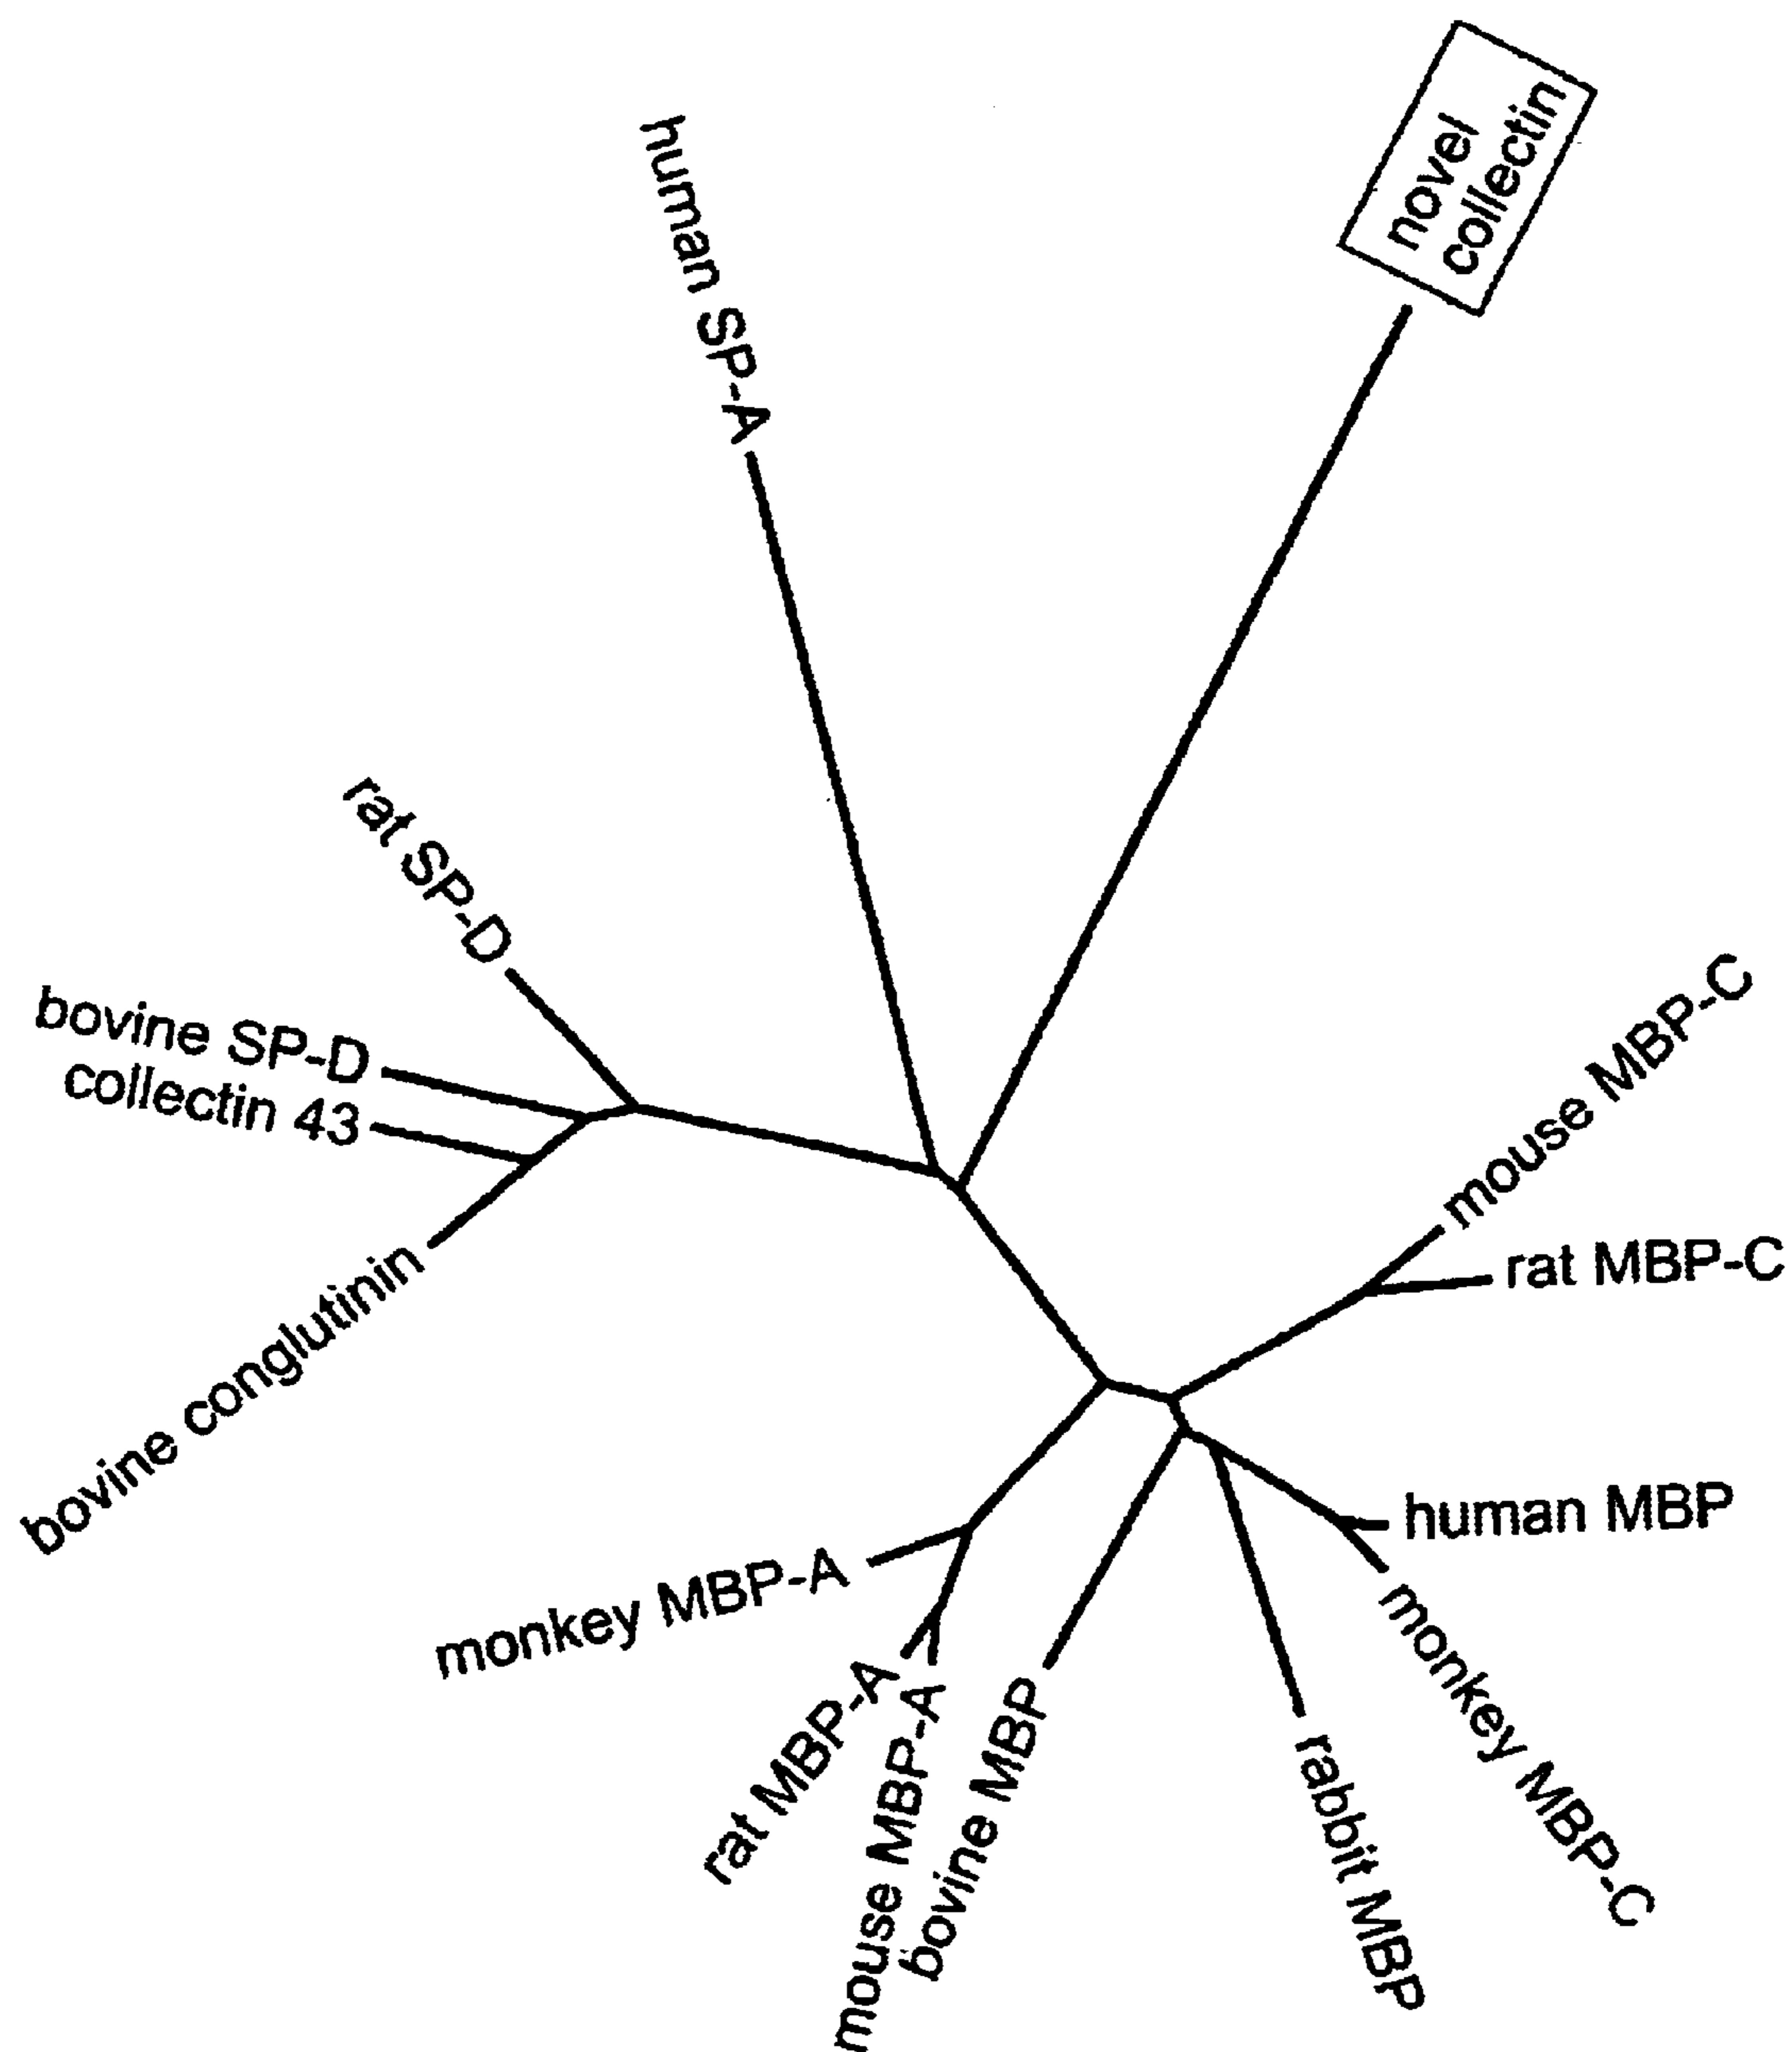 novel
collectin
human SP-A
rat SP-D
bovine SP-D
collectin 43
bovine conglutinin
mouse MBP-C
rat MBP-C
human MBP
monkey MBP-C
rabbit MBP
bovine MBP
mouse MBP-A
rat MBP-A
monkey MBP-A